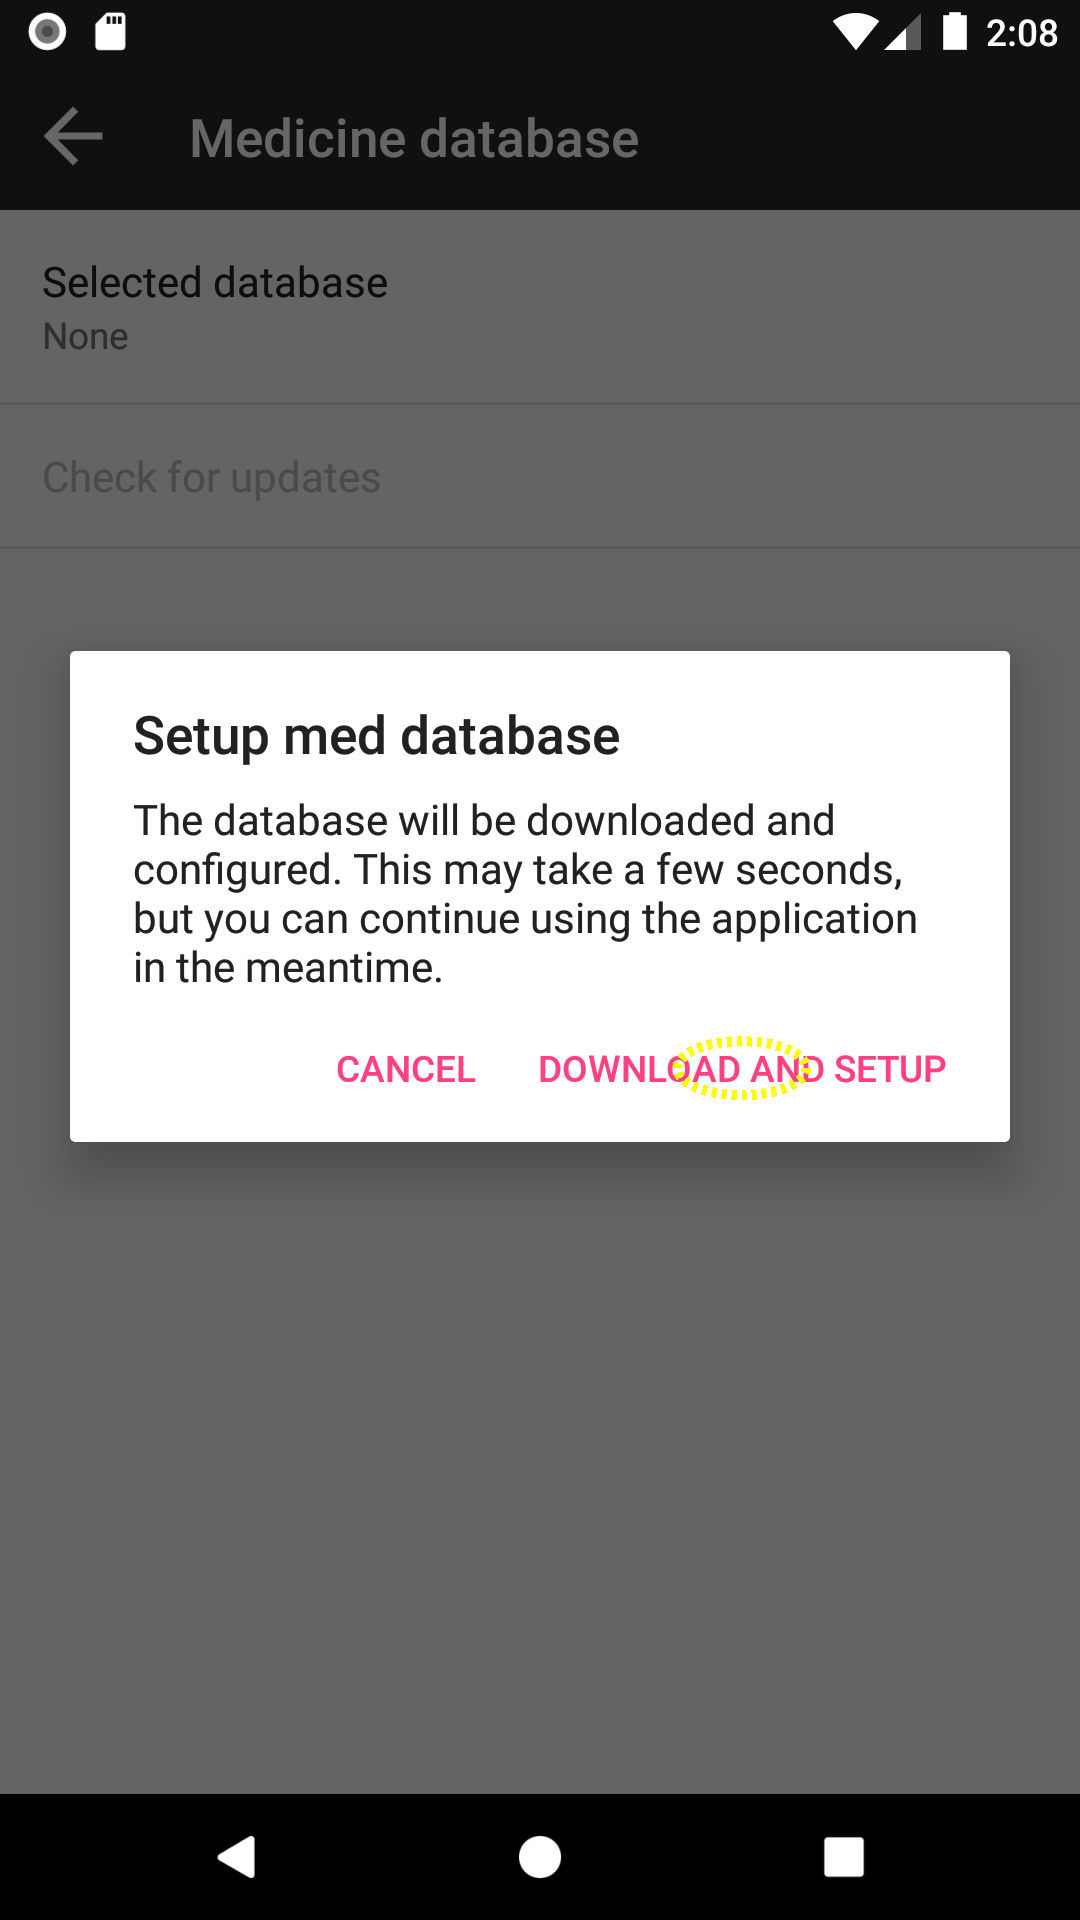 2:08
Medicine database
Selected database
None
Check for updates
Setup med database
The database will be downloaded and
configured. This may take a few seconds,
but you can continue using the application
in the meantime.
CANCEL DOWNLOAD AND SETUP